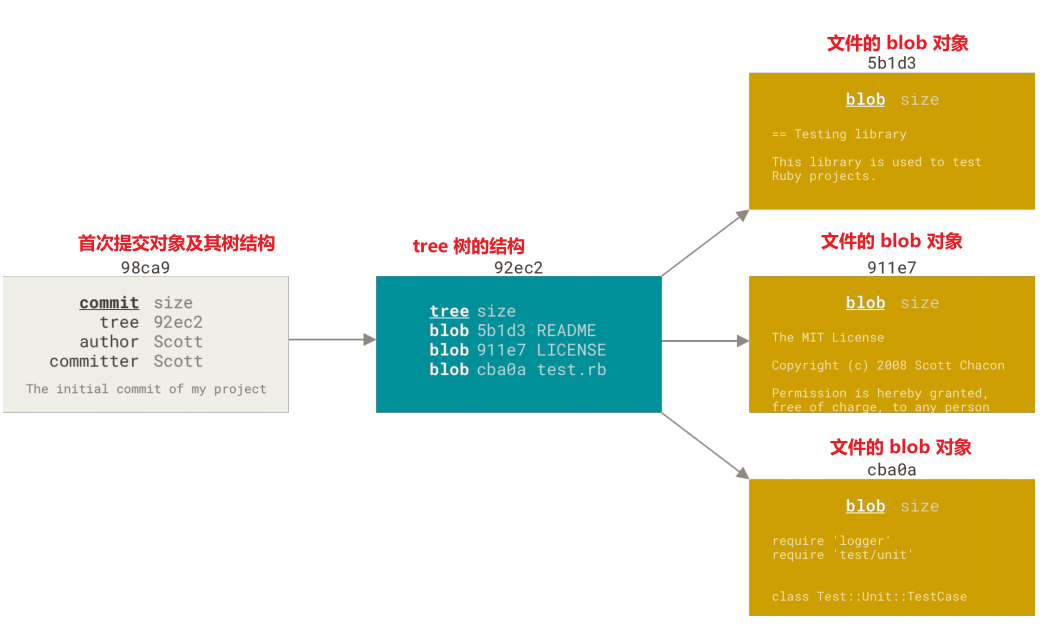 首次提交对象及其树结构
98ca9
commit size
tree 92ec2
author Scott
committer Scott
The initial commit of my project
tree 树的结构
92ec2
tree size
blob 5b1d3 README
blob 911e7 LICENSE
blob cba0a test.rb
文件的 blob 对象
5b1d3
blob size
== Testing library
This library is used to test
Ruby projects.
文件的 blob 对象
911e7
blob size
The MIT License
Copyright (c) 2008 Scott Chacon
Permission is hereby granted,
free of charge, to any person
文件的 blob 对象
cba0a
blob size
require 'logger'
require 'test/unit'
class Test::Unit::TestCase